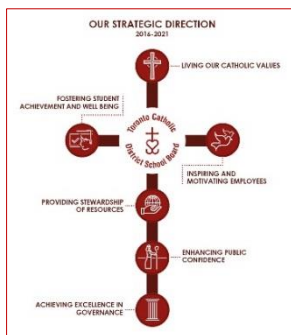 OUR STRATEGIC DIRECTION
2016-2021
LIVING OUR CATHOLIC VALUES
FOSTERING STUDENT
ACHIEVEMENT AND WELL BEING
Toronto Catholic
District School Board
INSPIRING AND
MOTIVATING EMPLOYEES
PROVIDING STEWARDSHIP
OF RESOURCES
ENHANCING PUBLIC
CONFIDENCE
ACHIEVING EXCELLENCE IN
GOVERNANCE